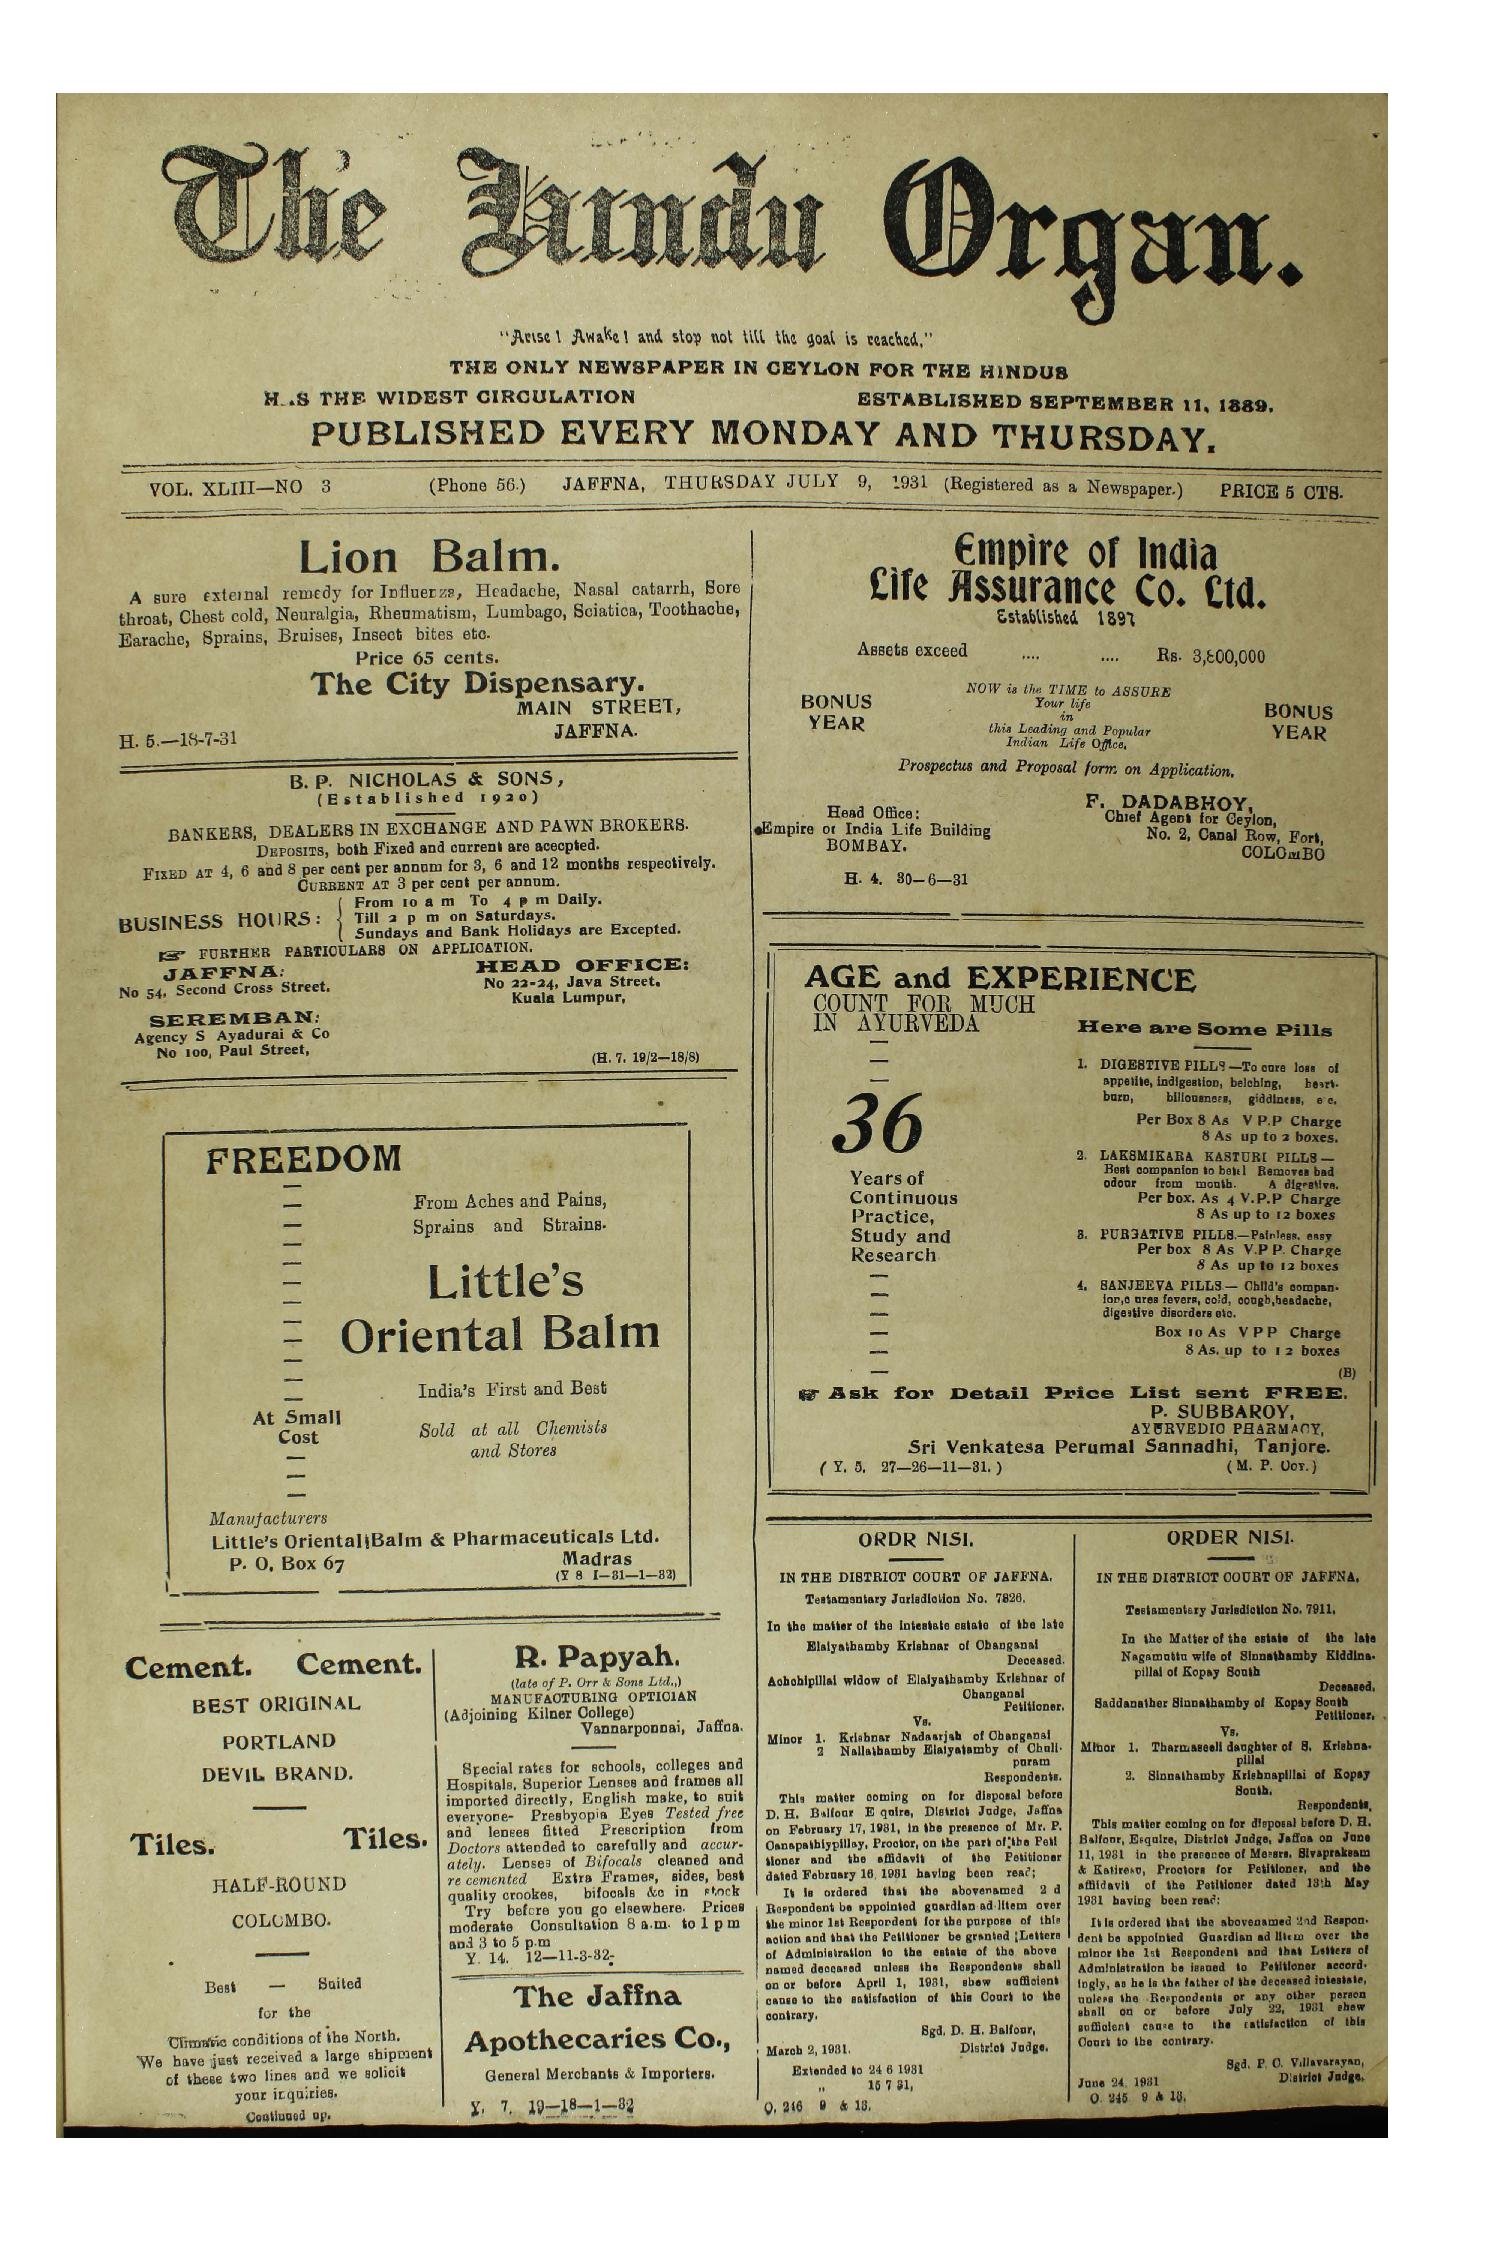 The Hindu Organ.
"Arise! Awake! and stop not till the goal is reached."
THE ONLY NEWSPAPER IN CEYLON FOR THE HINDUS
THE WIDEST CIRCULATION ESTABLISHED SEPTEMBER 11, 1889.
PUBLISHED EVERY MONDAY AND THURSDAY.
VOL. XLIII—NO 3 (Phone 56.) JAFFNA, THURSDAY JULY 9, 1931 (Registered as a Newspaper.) PRICE 5 CTS.
Lion Balm.
A sure external remedy for Influenza, Headache, Nasal catarrh, Sore
throat, Chest cold, Neuralgia, Rheumatism, Lumbago, Sciatica, Toothache,
Earache, Sprains, Bruises, Insect bites etc.
Price 65 cents.
The City Dispensary.
MAIN STREET,
JAFFNA.
H. 5.—18-7-31
B. P. NICHOLAS & SONS,
(Established 1920)
BANKERS, DEALERS IN EXCHANGE AND PAWN BROKERS.
DEPOSITS, both Fixed and current are acecpted.
FIXED AT 4, 6 and 8 per cent per annum for 3, 6 and 12 months respectively.
CURRENT AT 3 per cent per annum.
BUSINESS HOURS:
From 10 a m To 4 p m Daily.
Till 2 p m on Saturdays.
Sundays and Bank Holidays are Excepted.
FURTHER PARTICULARS ON APPLICATION.
JAFFNA:
No 54, Second Cross Street.
HEAD OFFICE:
No 22-24, Java Street,
Kuala Lumpur,
SEREMBAN:
Agency S Ayadurai & Co
No 100, Paul Street,
(H. 7. 19/2—18/8)
FREEDOM
From Aches and Pains,
Sprains and Strains.
Little's
Oriental Balm
India's First and Best
At Small
Cost
Sold at all Chemists
and Stores
Manufacturers
Little's Oriental Balm & Pharmaceuticals Ltd.
P. O, Box 67 Madras
(Y 8 1—31—1—32)
Cement. Cement.
BEST ORIGINAL
PORTLAND
DEVIL BRAND.
Tiles. Tiles.
HALF-ROUND
COLOMBO.
Best — Suited
for the
Climatic conditions of the North.
We have just received a large shipment
of these two lines and we solicit
your inquiries.
Continued up.
R. Papyah.
(late of P. Orr & Sons Ltd.,)
MANUFACTURING OPTICIAN
(Adjoining Kilner College)
Vannarponnai, Jaffna.
Special rates for schools, colleges and
Hospitals, Superior Lenses and frames all
imported directly, English make, to suit
everyone- Presbyopia Eyes Tested free
and lenses fitted Prescription from
Doctors attended to carefully and accur-
ately. Lenses of Bifocals cleaned and
re cemented Extra Frames, sides, best
quality crookes, bifocals &c in stock
Try before you go elsewhere. Prices
moderate Consultation 8 a.m. to 1 p m
and 3 to 5 p.m
Y. 14. 12—11-3-32-
The Jaffna
Apothecaries Co.,
General Merchants & Importers.
Y. 7. 19—18—1—32
Empire of India
Life Assurance Co. Ltd.
Established 1897
Assets exceed .... .... Rs. 3,800,000
BONUS
YEAR
NOW is the TIME to ASSURE
Your life
in
this Leading and Popular
Indian Life Office,
BONUS
YEAR
Prospectus and Proposal form on Application.
Head Office:
Empire of India Life Building
BOMBAY.
F. DADABHOY,
Chief Agent for Ceylon,
No. 2, Canal Row, Fort,
COLOMBO
H. 4. 30—6—31
AGE and EXPERIENCE
COUNT FOR MUCH
IN AYURVEDA
36
Years of
Continuous
Practice,
Study and
Research
Here are Some Pills
1. DIGESTIVE PILLS—To cure loss of
appetite, indigestion, belching, heart-
burn, biliousness, giddiness, e c.
Per Box 8 As V P.P Charge
8 As up to 2 boxes.
2. LAKSMIKARA KASTURI PILLS—
Best companion to betel Removes bad
odour from mouth. A digestive.
Per box. As 4 V.P.P Charge
8 As up to 12 boxes
3. PURGATIVE PILLS.—Painless, easy
Per box 8 As V.P P. Charge
8 As up to 12 boxes
4. SANJEEVA PILLS— Child's compan-
ion,c ures fevers, cold, cough,headache,
digestive disorders etc.
Box 10 As V P P Charge
8 As. up to 12 boxes
(B)
Ask for Detail Price List sent FREE.
P. SUBBAROY,
AYURVEDIC PHARMACY,
Sri Venkatesa Perumal Sannadhi, Tanjore.
( Y. 5. 27—26—11—31. ) ( M. P. Ooty.)
ORDR NISI.
IN THE DISTRICT COURT OF JAFFNA.
Testamentary Jurisdiction No. 7826.
In the matter of the intestate estate of the late
Elaiyathamby Krishnar of Changanai
Deceased.
Achchipillai widow of Elaiyathamby Krishnar of
Changanai
Petitioner.
Vs.
Minor 1. Krishnar Nadaarjah of Changanai
2 Nallathamby Elaiyatamby of Chuli-
puram
Respondents.
This matter coming on for disposal before
D. H. Balfour E quire, District Judge, Jaffna
on February 17, 1931, in the presence of Mr. P.
Canapathipillay, Proctor, on the part of the Peti
tioner and the affidavit of the Petitioner
dated February 16, 1931 having been read;
It is ordered that the abovenamed 2 d
Respondent be appointed guardian ad litem over
the minor 1st Respondent for the purpose of this
action and that the Petitioner be granted Letters
of Administration to the estate of the above
named deceased unless the Respondents shall
on or before April 1, 1931, shew sufficient
cause to the satisfaction of this Court to the
contrary.
Sgd. D. H. Balfour,
March 2, 1931. District Judge.
Extended to 24 6 1931
" 15 7 31,
O. 246 9 & 13.
ORDER NISI.
IN THE DISTRICT COURT OF JAFFNA,
Testamentary Jurisdiction No. 7911,
In the Matter of the estate of the late
Nagamuttu wife of Sinnathamby Kiddina-
pillai of Kopay South
Deceased.
Saddanather Sinnathamby of Kopay South
Petitioner,
Vs.
Minor 1. Tharmaseeli daughter of S. Krishna-
pillai
2. Sinnathamby Krishnapillai of Kopay
South.
Respondents,
This matter coming on for disposal before D. H.
Balfour, Esquire, District Judge, Jaffna on June
11, 1931 in the presence of Messrs. Sivaprakasam
& Katiresu, Proctors for Petitioner, and the
affidavit of the Petitioner dated 13th May
1931 having been read:
It is ordered that the abovenamed 2nd Respon-
dent be appointed Guardian ad litem over the
minor the 1st Respondent and that Letters of
Administration be issued to Petitioner accord-
ingly, as he is the father of the deceased intestate,
unless the Respondents or any other person
shall on or before July 22, 1931 shew
sufficient cause to the satisfaction of this
Court to the contrary.
Sgd. P. C. Villavarayan,
June 24, 1931 District Judge.
O. 245 9 & 13.